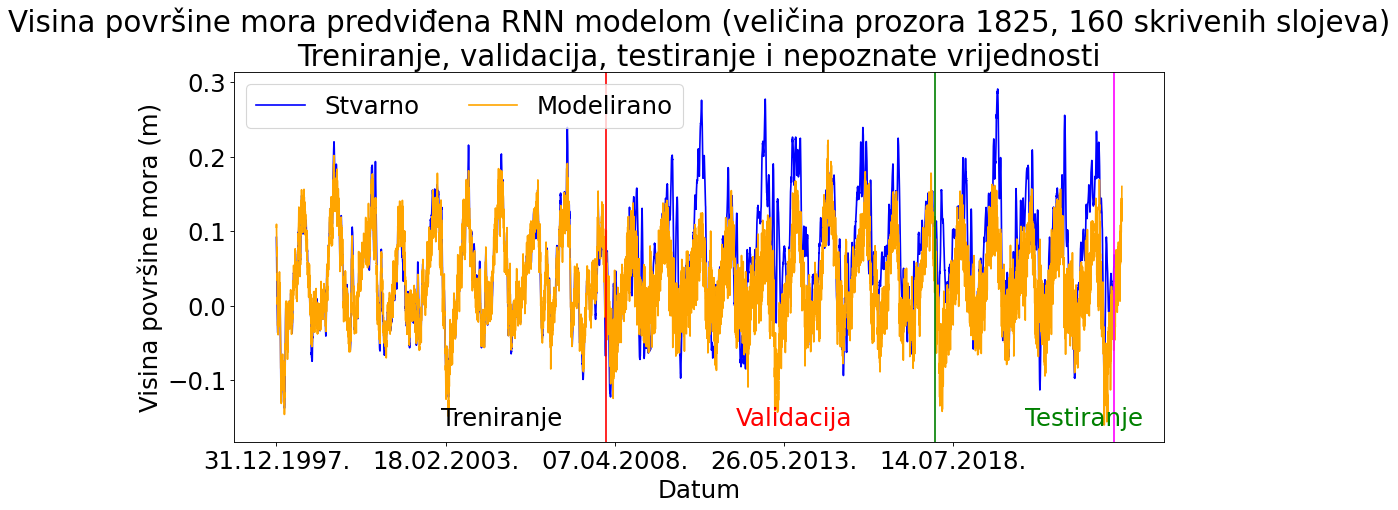 Visina površine mora predviđena RNN modelom (veličina prozora 1825, 160 skrivenih slojeva)
Treniranje, validacija, testiranje i nepoznate vrijednosti
Stvarno Modelirano
Visina površine mora (m)
0.3
0.2
0.1
0.0
−0.1
Treniranje Validacija Testiranje
31.12.1997. 18.02.2003. 07.04.2008. 26.05.2013. 14.07.2018.
Datum